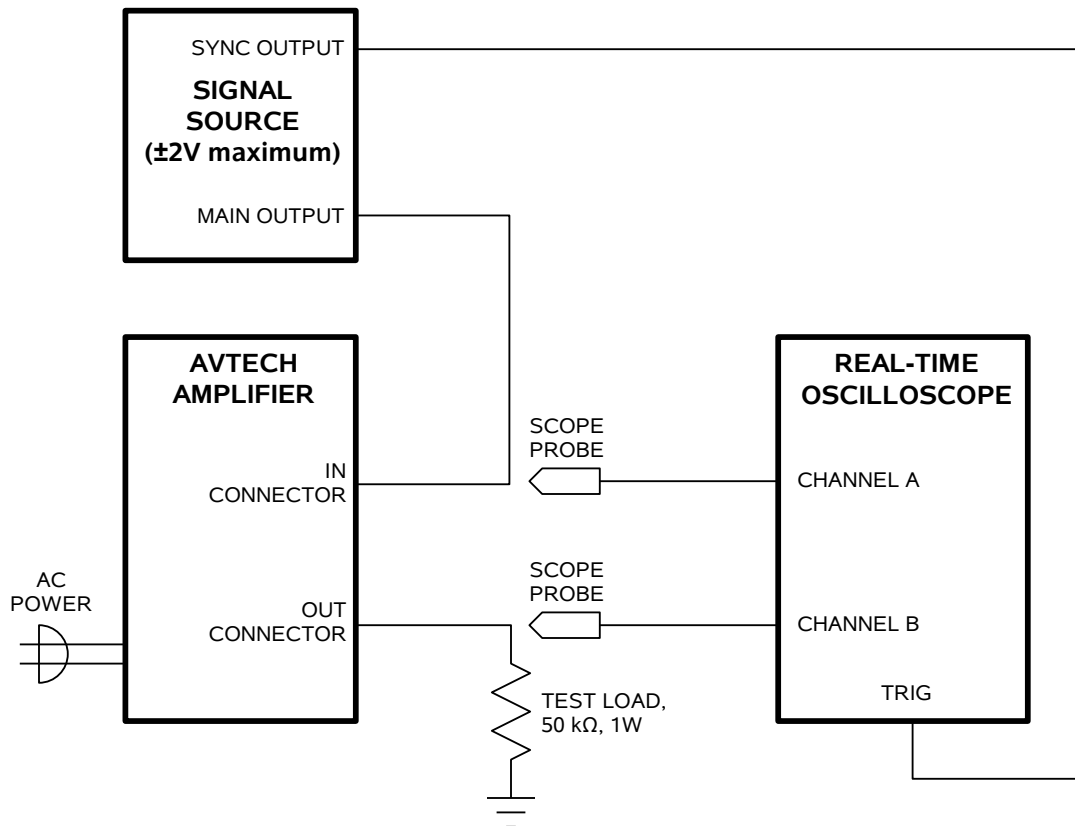 SYNC OUTPUT
SIGNAL
SOURCE
(±2V maximum)
MAIN OUTPUT
AVTECH
AMPLIFIER
IN
CONNECTOR
OUT
CONNECTOR
AC
POWER
SCOPE
PROBE
SCOPE
PROBE
TEST LOAD,
50 kΩ, 1W
REAL-TIME
OSCILLOSCOPE
CHANNEL A
CHANNEL B
TRIG